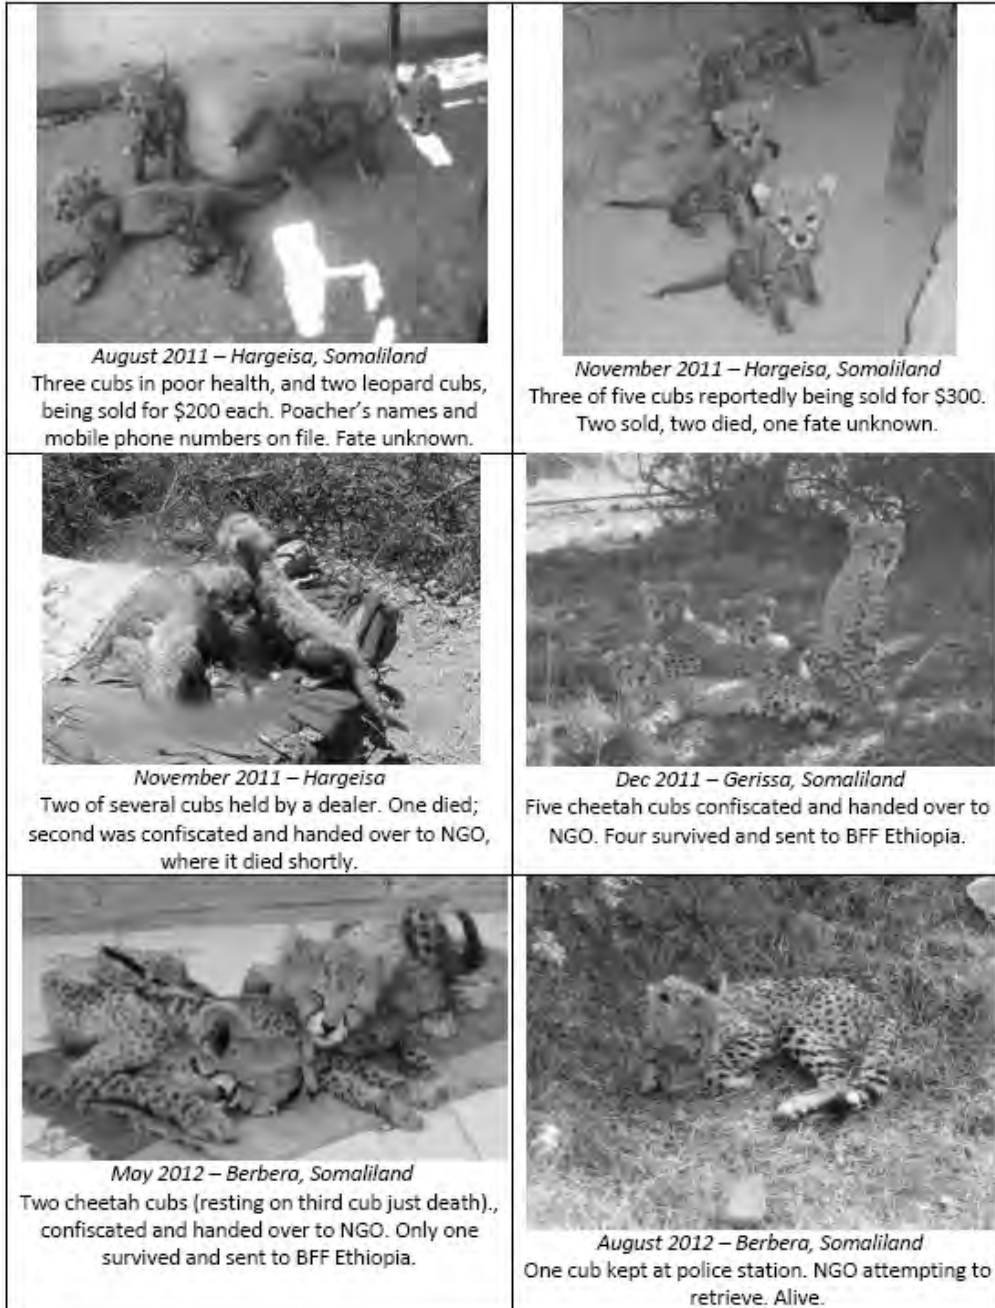 August 2011 – Hargeisa, Somaliland
Three cubs in poor health, and two leopard cubs,
being sold for $200 each. Poacher's names and
mobile phone numbers on file. Fate unknown.
November 2011 – Hargeisa, Somaliland
Three of five cubs reportedly being sold for $300.
Two sold, two died, one fate unknown.
November 2011 – Hargeisa
Two of several cubs held by a dealer. One died;
second was confiscated and handed over to NGO,
where it died shortly.
Dec 2011 – Gerissa, Somaliland
Five cheetah cubs confiscated and handed over to
NGO. Four survived and sent to BFF Ethiopia.
May 2012 – Berbera, Somaliland
Two cheetah cubs (resting on third cub just death).,
confiscated and handed over to NGO. Only one
survived and sent to BFF Ethiopia.
August 2012 – Berbera, Somaliland
One cub kept at police station. NGO attempting to
retrieve. Alive.